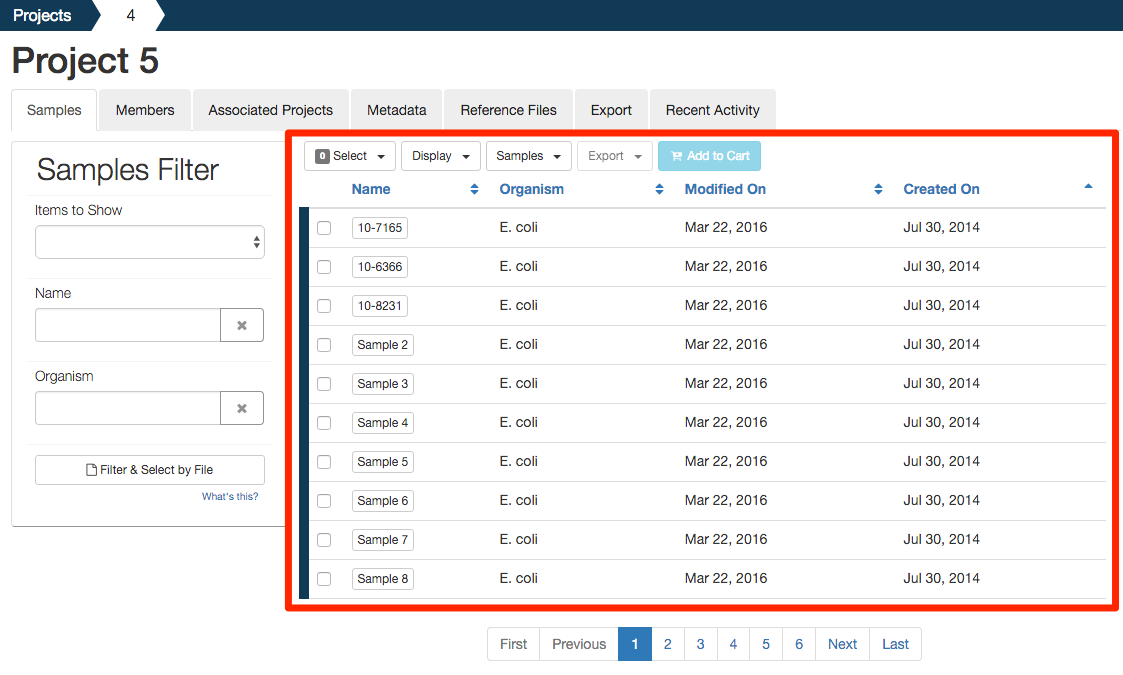 Projects 4
Project 5
Samples Members Associated Projects Metadata Reference Files Export Recent Activity
Samples Filter
Items to Show
Name
Organism
Filter & Select by File
What's this?
0 Select Display Samples Export Add to Cart
Name Organism Modified On Created On
10-7165 E. coli Mar 22, 2016 Jul 30, 2014
10-6366 E. coli Mar 22, 2016 Jul 30, 2014
10-8231 E. coli Mar 22, 2016 Jul 30, 2014
Sample 2 E. coli Mar 22, 2016 Jul 30, 2014
Sample 3 E. coli Mar 22, 2016 Jul 30, 2014
Sample 4 E. coli Mar 22, 2016 Jul 30, 2014
Sample 5 E. coli Mar 22, 2016 Jul 30, 2014
Sample 6 E. coli Mar 22, 2016 Jul 30, 2014
Sample 7 E. coli Mar 22, 2016 Jul 30, 2014
Sample 8 E. coli Mar 22, 2016 Jul 30, 2014
First Previous 1 2 3 4 5 6 Next Last